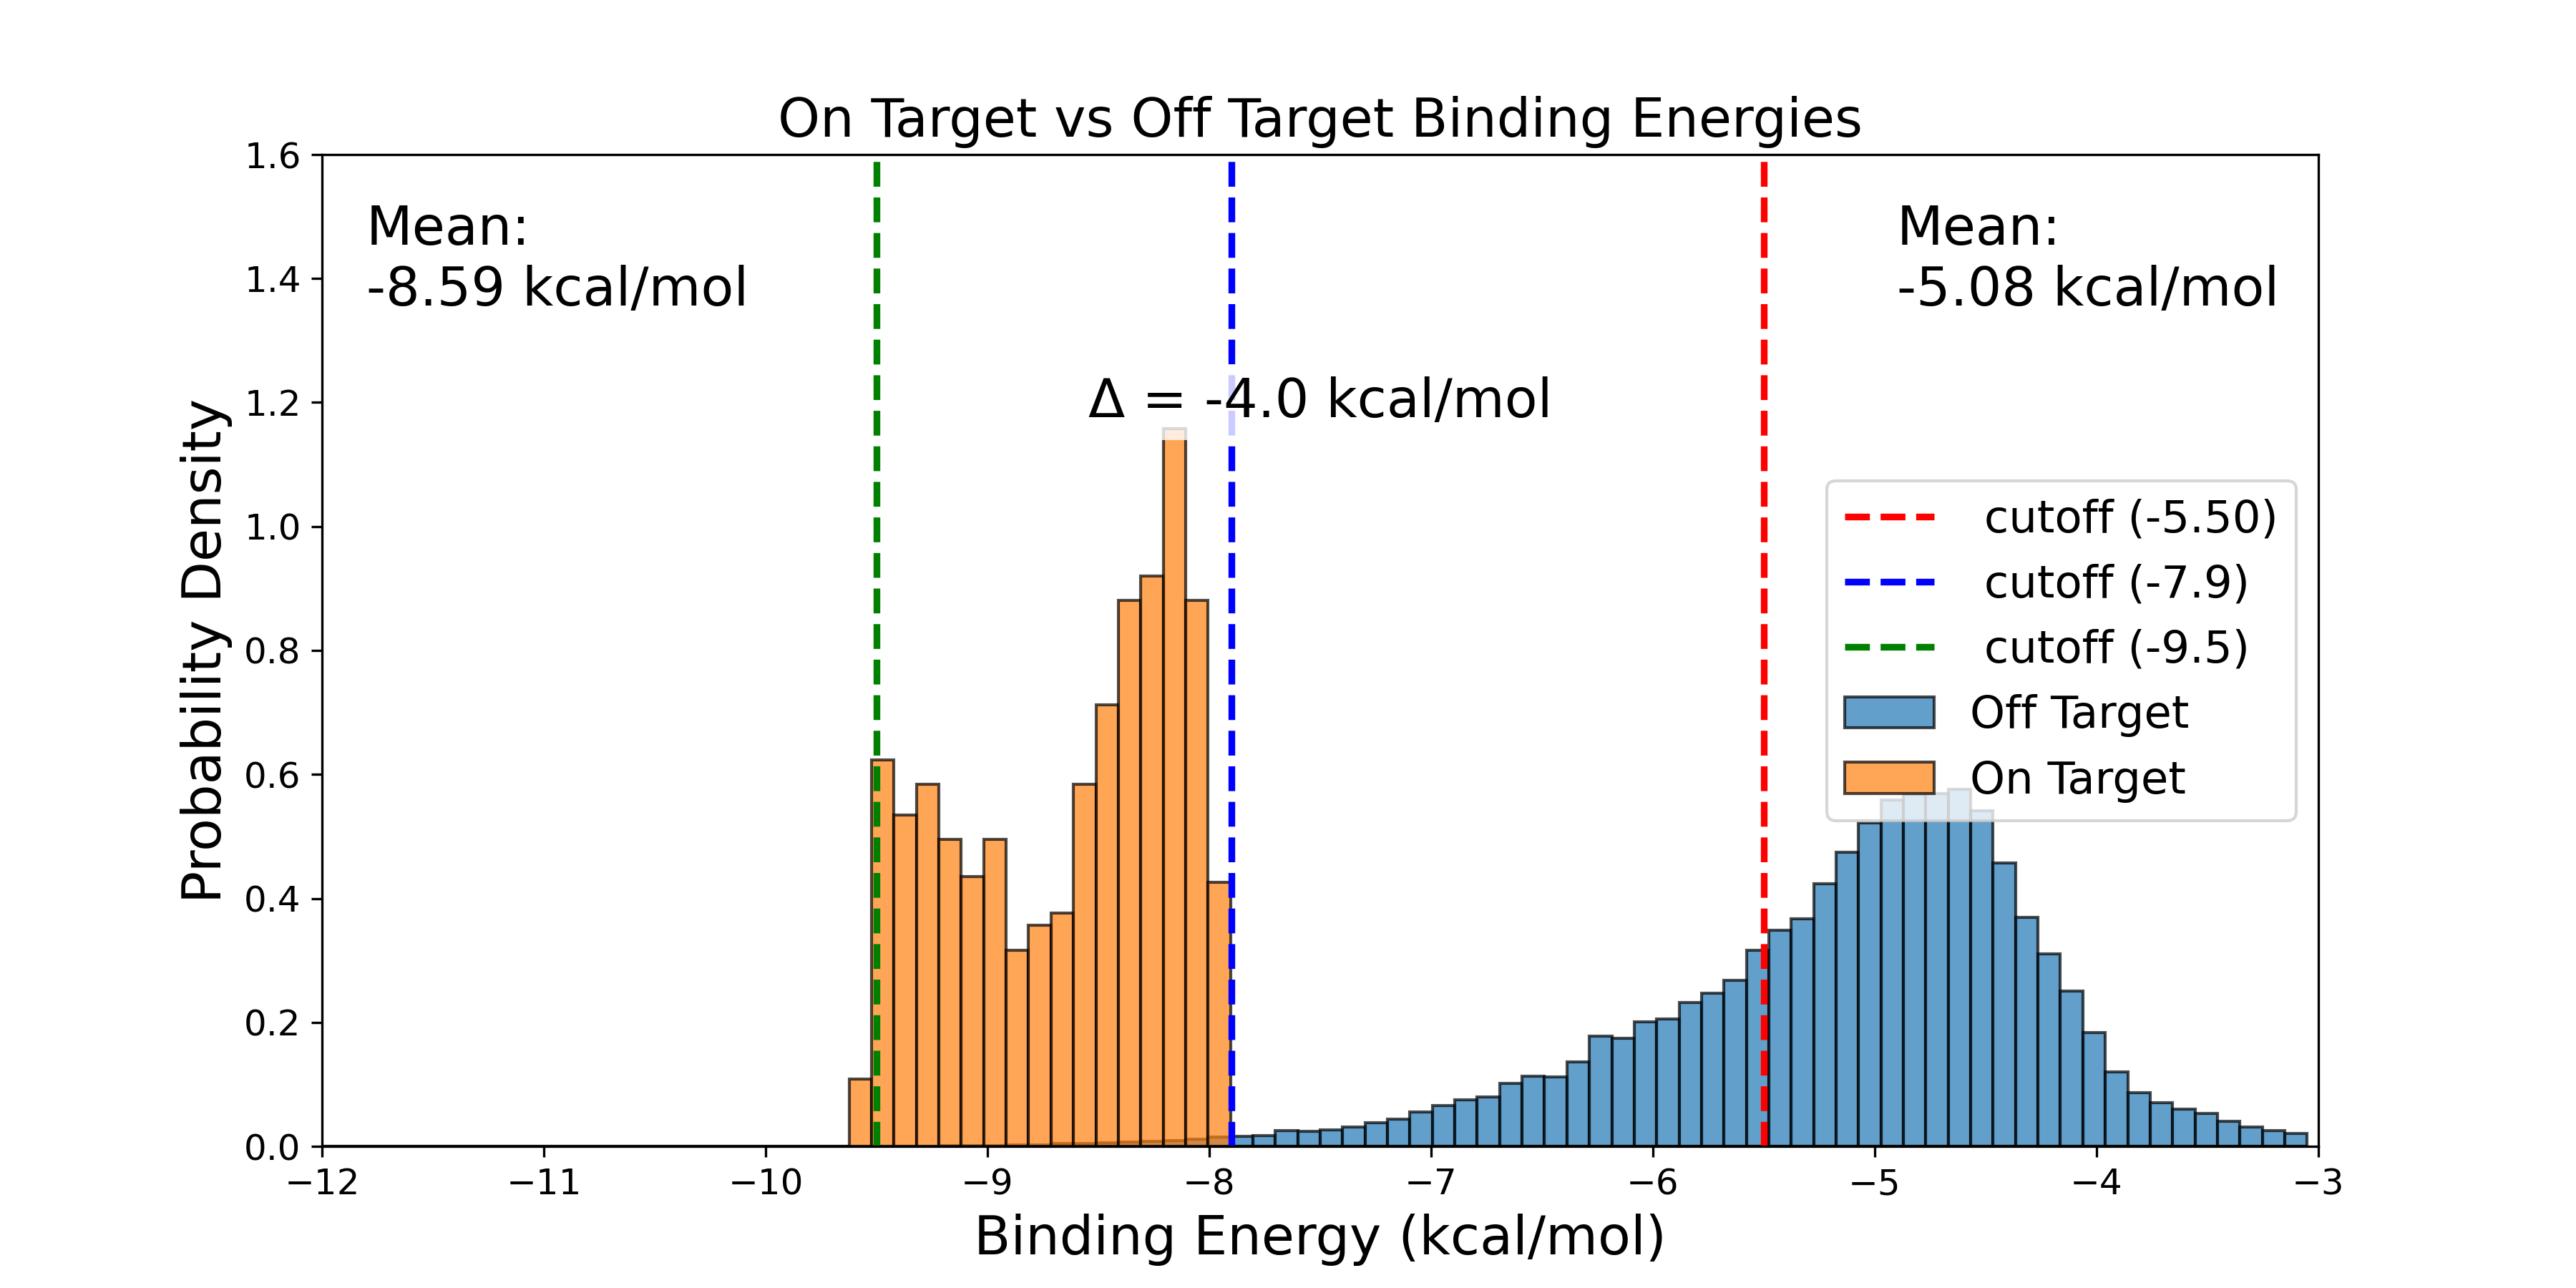 On Target vs Off Target Binding Energies
1.6
1.4
1.2
1.0
0.8
0.6
0.4
0.2
0.0
Probability Density
Mean:
-8.59 kcal/mol
Mean:
-5.08 kcal/mol
Δ = -4.0 kcal/mol
cutoff (-5.50)
cutoff (-7.9)
cutoff (-9.5)
Off Target
On Target
−12 −11 −10 −9 −8 −7 −6 −5 −4 −3
Binding Energy (kcal/mol)